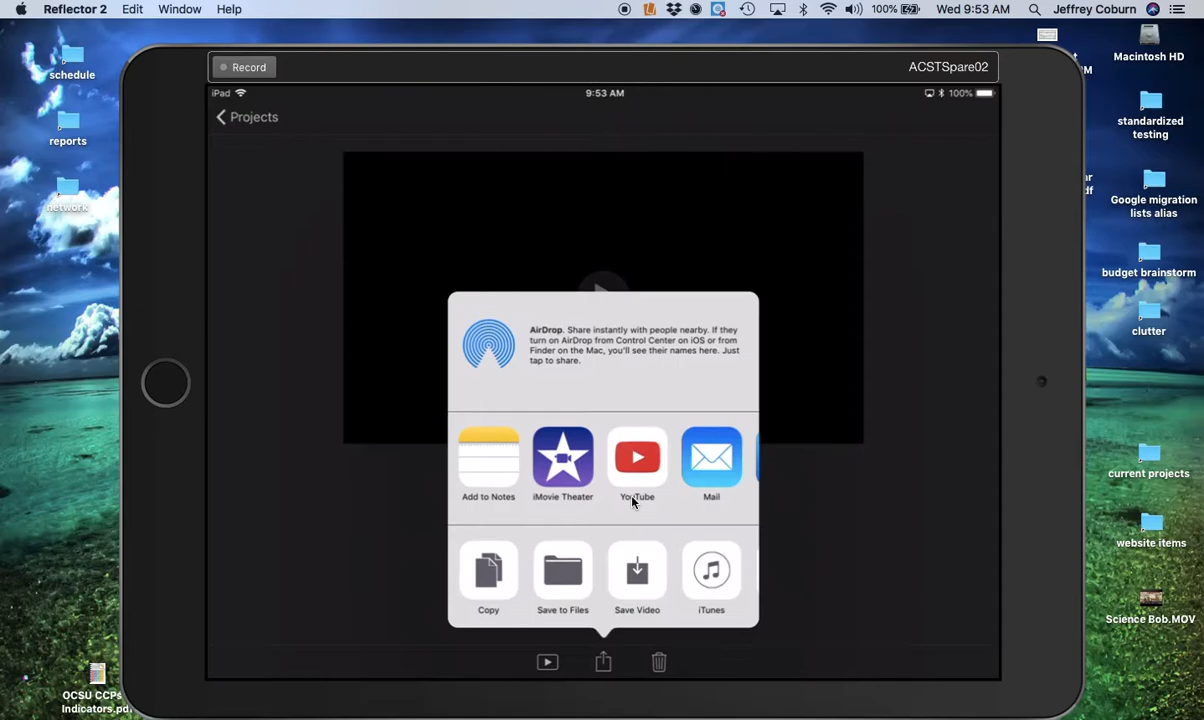 Reflector 2 Edit Window Help 100% Wed 9:53 AM Jeffrey Coburn
schedule
reports
network
Record ACSTSpare02
iPad 9:53 AM 100%
Projects
AirDrop. Share instantly with people nearby. If they
turn on AirDrop from Control Center on iOS or from
Finder on the Mac, you'll see their names here. Just
tap to share.
Add to Notes iMovie Theater YouTube Mail
Copy Save to Files Save Video iTunes
Macintosh HD
standardized
testing
Google migration
lists alias
budget brainstorm
clutter
current projects
website items
Science Bob.MOV
OCSU CCPs
Indicators.pd